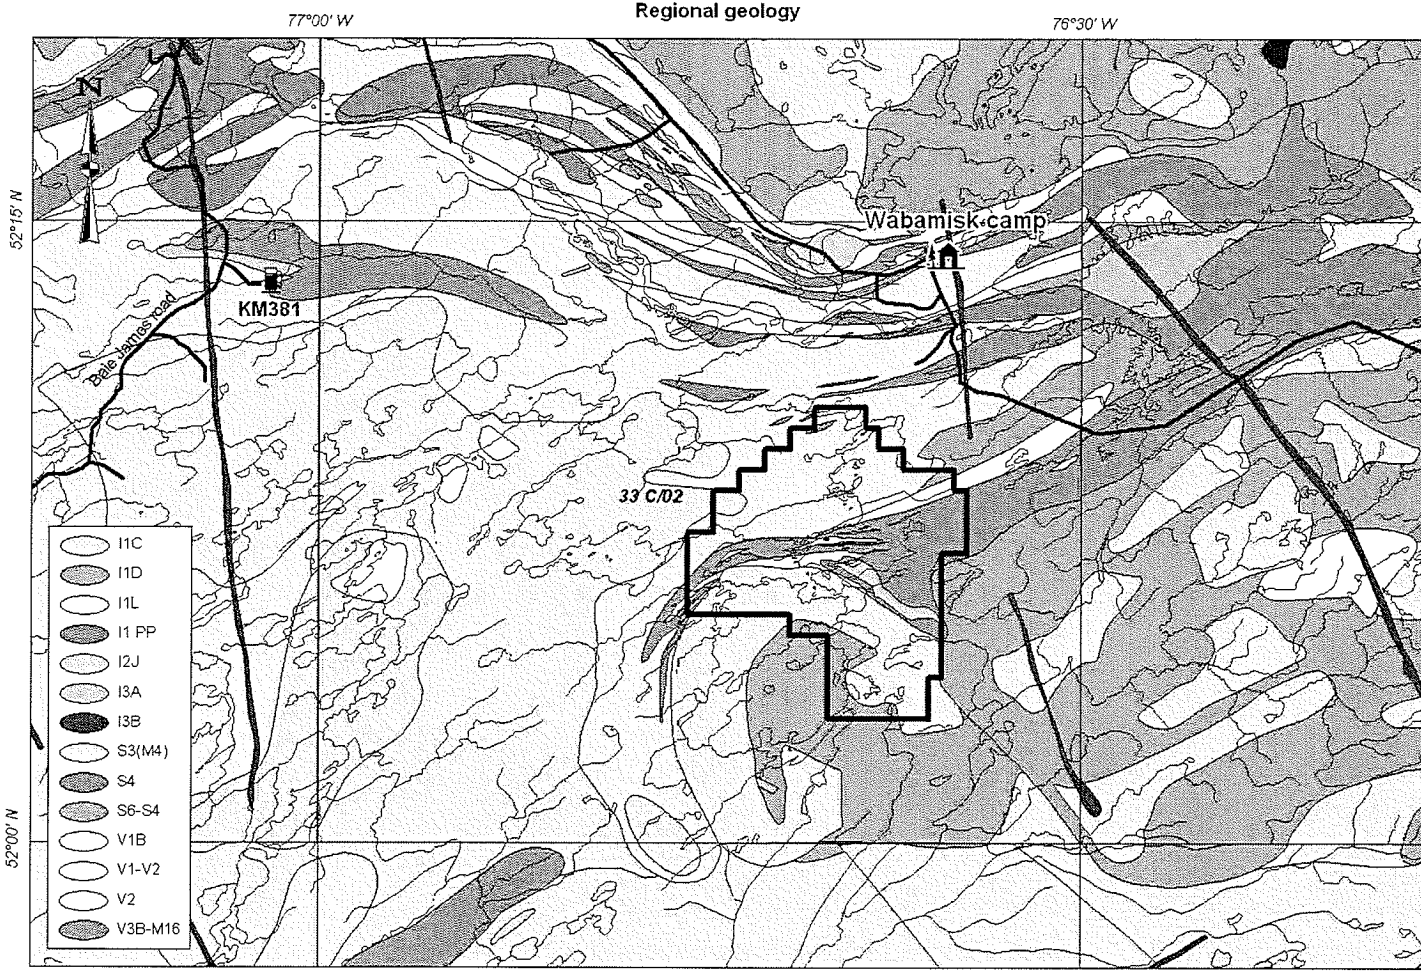 Regional geology
77°00' W
76°30' W
N
52°15' N
Wabamisk camp
KM381
Baie James road
33 C/02
I1C
I1D
I1L
I1 PP
I2J
I3A
I3B
S3(M4)
S4
S6-S4
V1B
V1-V2
V2
V3B-M16
52°00' N